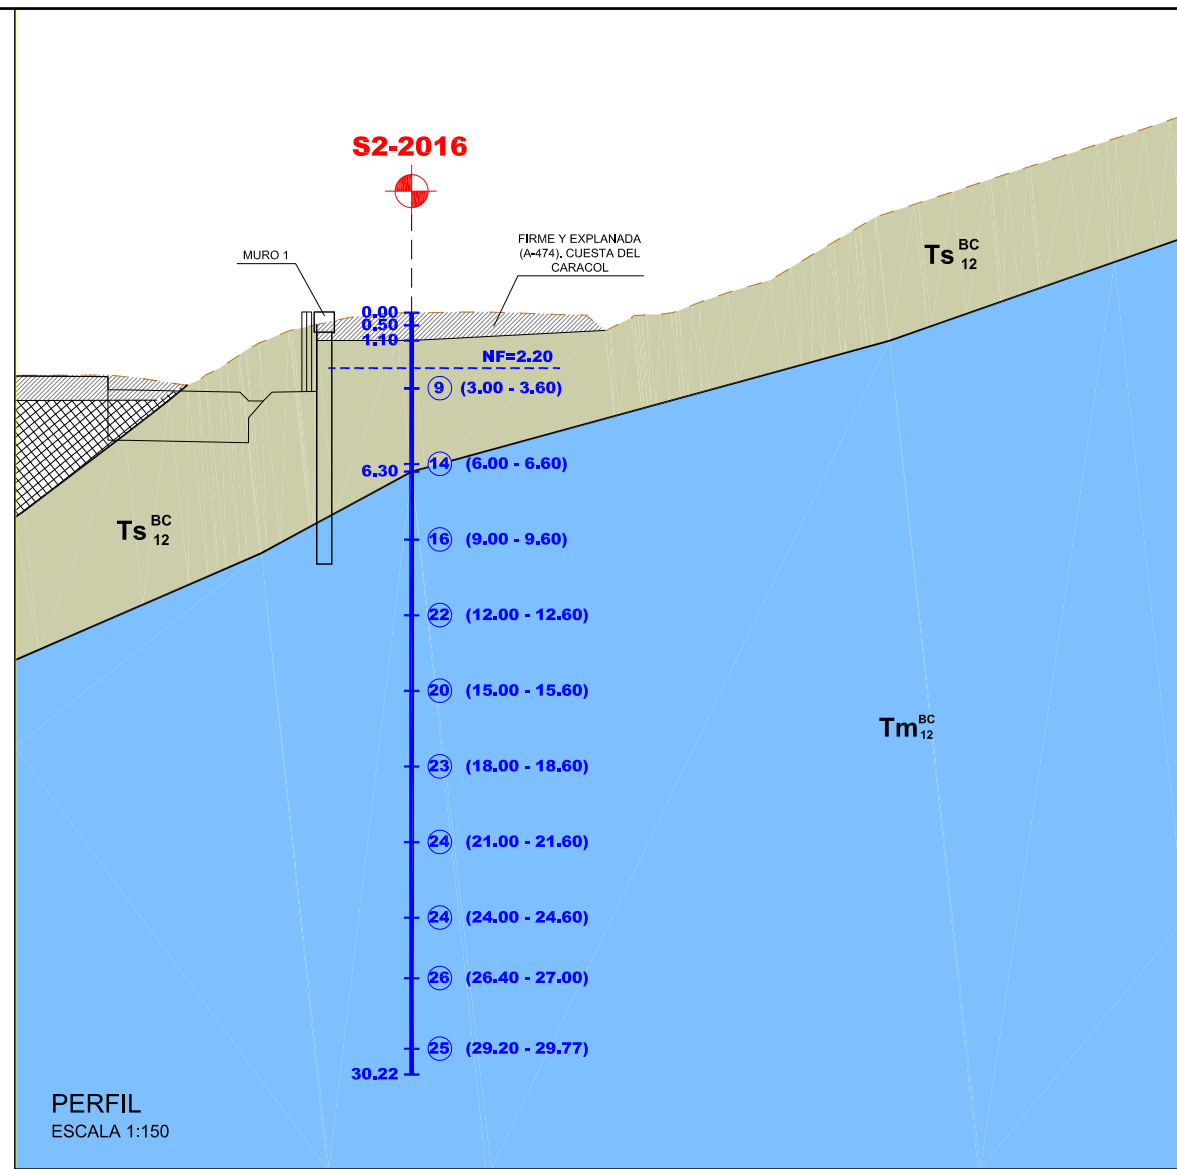 S2-2016
MURO 1
FIRME Y EXPLANADA
(A-474). CUESTA DEL
CARACOL
Ts BC 12
0.00
0.50
1.10
NF=2.20
9 (3.00 - 3.60)
14 (6.00 - 6.60)
6.30
Ts BC 12
16 (9.00 - 9.60)
22 (12.00 - 12.60)
20 (15.00 - 15.60)
Tm BC 12
23 (18.00 - 18.60)
24 (21.00 - 21.60)
24 (24.00 - 24.60)
26 (26.40 - 27.00)
25 (29.20 - 29.77)
30.22
PERFIL
ESCALA 1:150